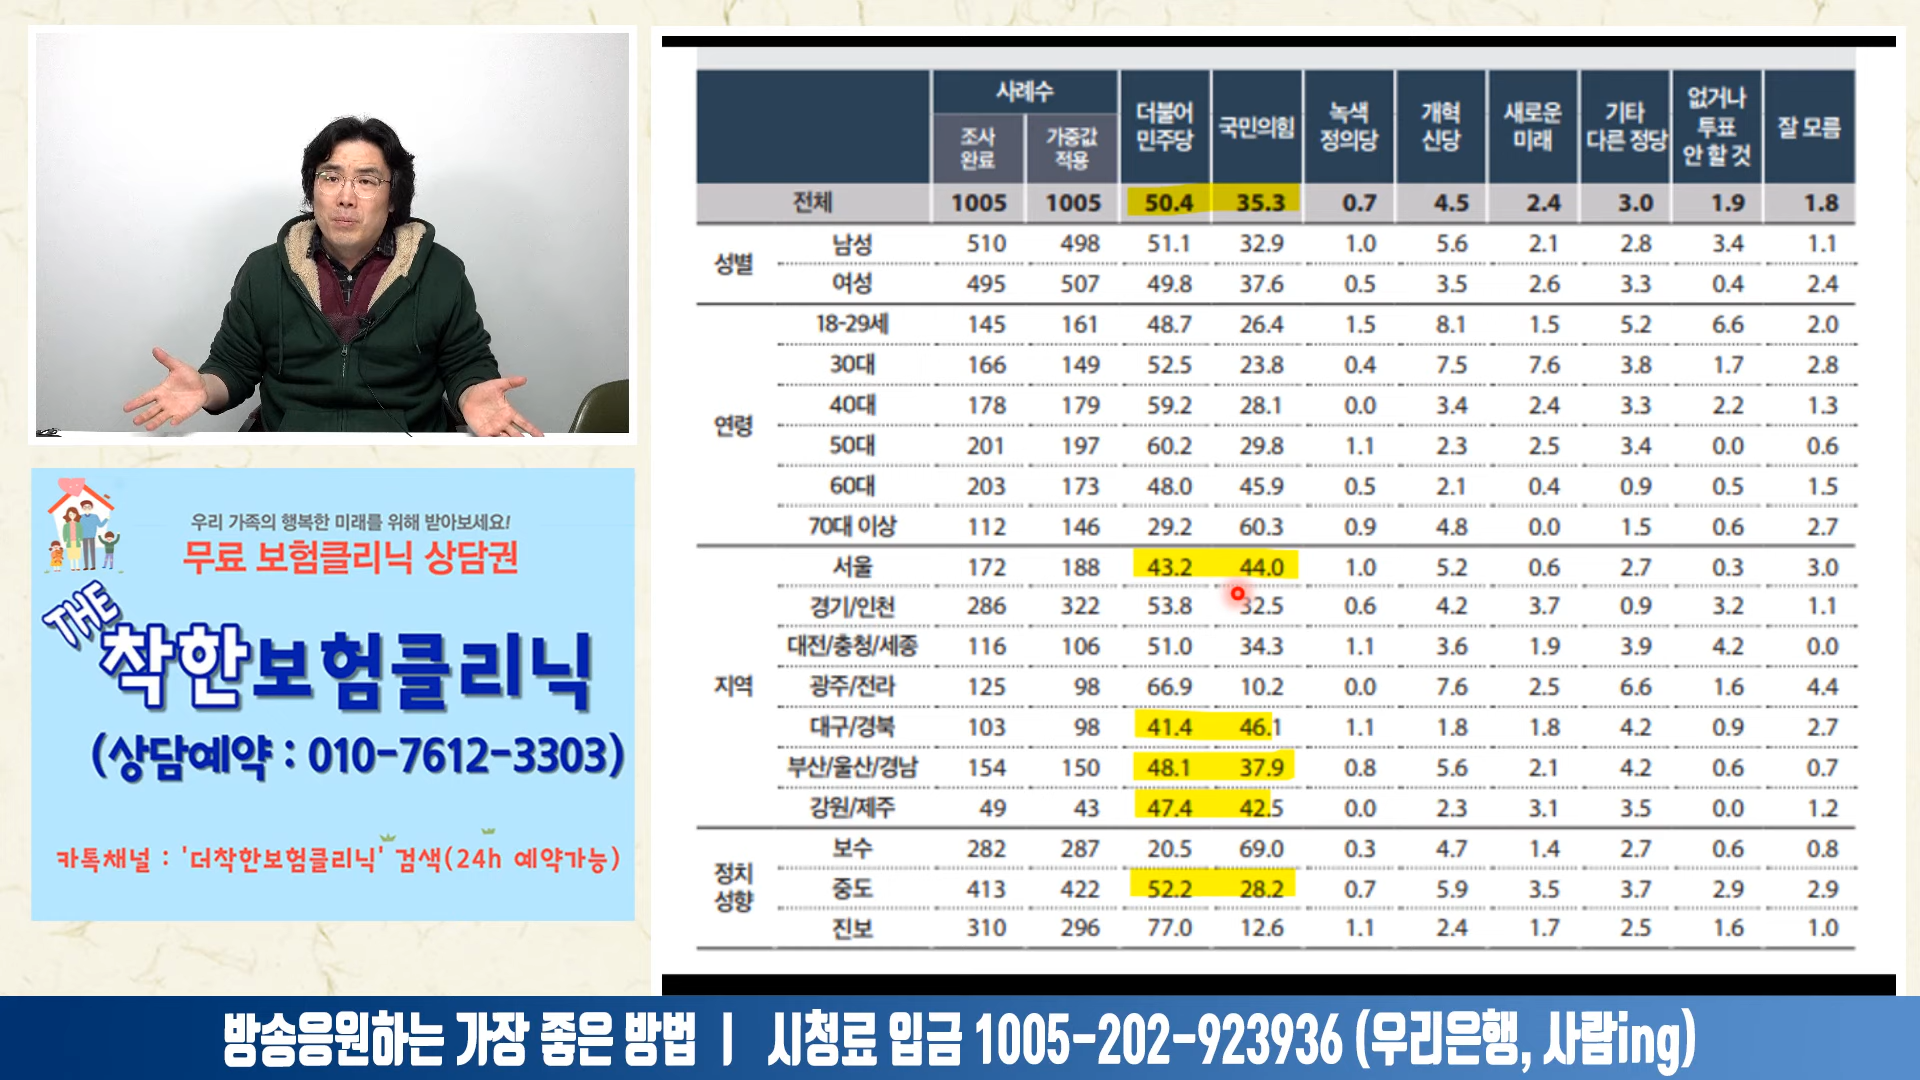 사례수
조사 완료
가중값 적용
더불어 민주당
국민의힘
녹색 정의당
개혁 신당
새로운 미래
기타 다른 정당
없거나 투표 안 할 것
잘 모름
전체 1005 1005 50.4 35.3 0.7 4.5 2.4 3.0 1.9 1.8
성별
남성 510 498 51.1 32.9 1.0 5.6 2.1 2.8 3.4 1.1
여성 495 507 49.8 37.6 0.5 3.5 2.6 3.3 0.4 2.4
연령
18-29세 145 161 48.7 26.4 1.5 8.1 1.5 5.2 6.6 2.0
30대 166 149 52.5 23.8 0.4 7.5 7.6 3.8 1.7 2.8
40대 178 179 59.2 28.1 0.0 3.4 2.4 3.3 2.2 1.3
50대 201 197 60.2 29.8 1.1 2.3 2.5 3.4 0.0 0.6
60대 203 173 48.0 45.9 0.5 2.1 0.4 0.9 0.5 1.5
70대 이상 112 146 29.2 60.3 0.9 4.8 0.0 1.5 0.6 2.7
지역
서울 172 188 43.2 44.0 1.0 5.2 0.6 2.7 0.3 3.0
경기/인천 286 322 53.8 32.5 0.6 4.2 3.7 0.9 3.2 1.1
대전/충청/세종 116 106 51.0 34.3 1.1 3.6 1.9 3.9 4.2 0.0
광주/전라 125 98 66.9 10.2 0.0 7.6 2.5 6.6 1.6 4.4
대구/경북 103 98 41.4 46.1 1.1 1.8 1.8 4.2 0.9 2.7
부산/울산/경남 154 150 48.1 37.9 0.8 5.6 2.1 4.2 0.6 0.7
강원/제주 49 43 47.4 42.5 0.0 2.3 3.1 3.5 0.0 1.2
정치 성향
보수 282 287 20.5 69.0 0.3 4.7 1.4 2.7 0.6 0.8
중도 413 422 52.2 28.2 0.7 5.9 3.5 3.7 2.9 2.9
진보 310 296 77.0 12.6 1.1 2.4 1.7 2.5 1.6 1.0
우리 가족의 행복한 미래를 위해 받아보세요!
무료 보험클리닉 상담권
THE
착한보험클리닉
(상담예약 : 010-7612-3303)
카톡채널 : '더착한보험클리닉' 검색(24h 예약가능)
방송응원하는 가장 좋은 방법 ㅣ 시청료 입금 1005-202-923936 (우리은행, 사람ing)